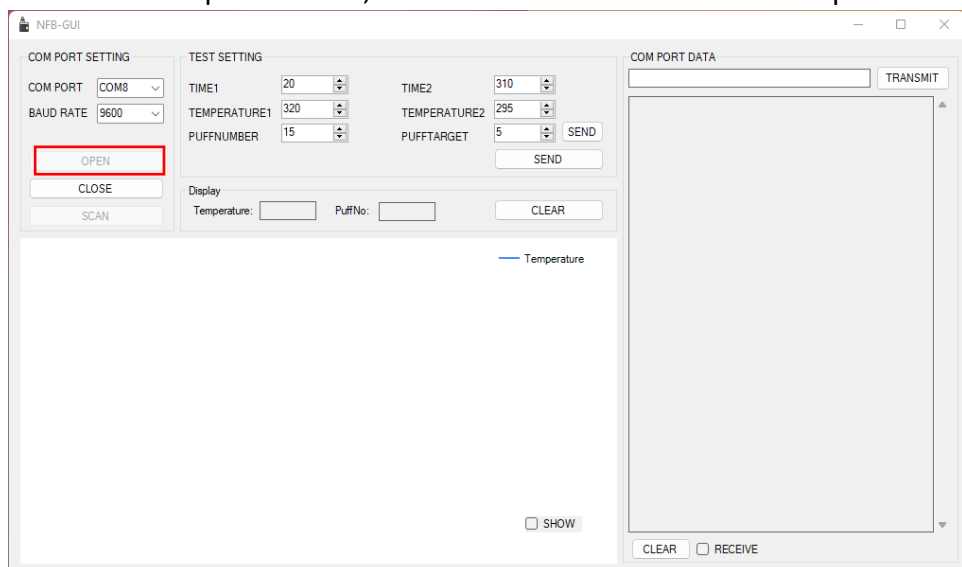 NFB-GUI
COM PORT SETTING
COM PORT COM8
BAUD RATE 9600
OPEN
CLOSE
SCAN
TEST SETTING
TIME1 20 TIME2 310
TEMPERATURE1 320 TEMPERATURE2 295
PUFFNUMBER 15 PUFFTARGET 5 SEND
SEND
Display
Temperature: PuffNo: CLEAR
Temperature
SHOW
COM PORT DATA
TRANSMIT
CLEAR RECEIVE